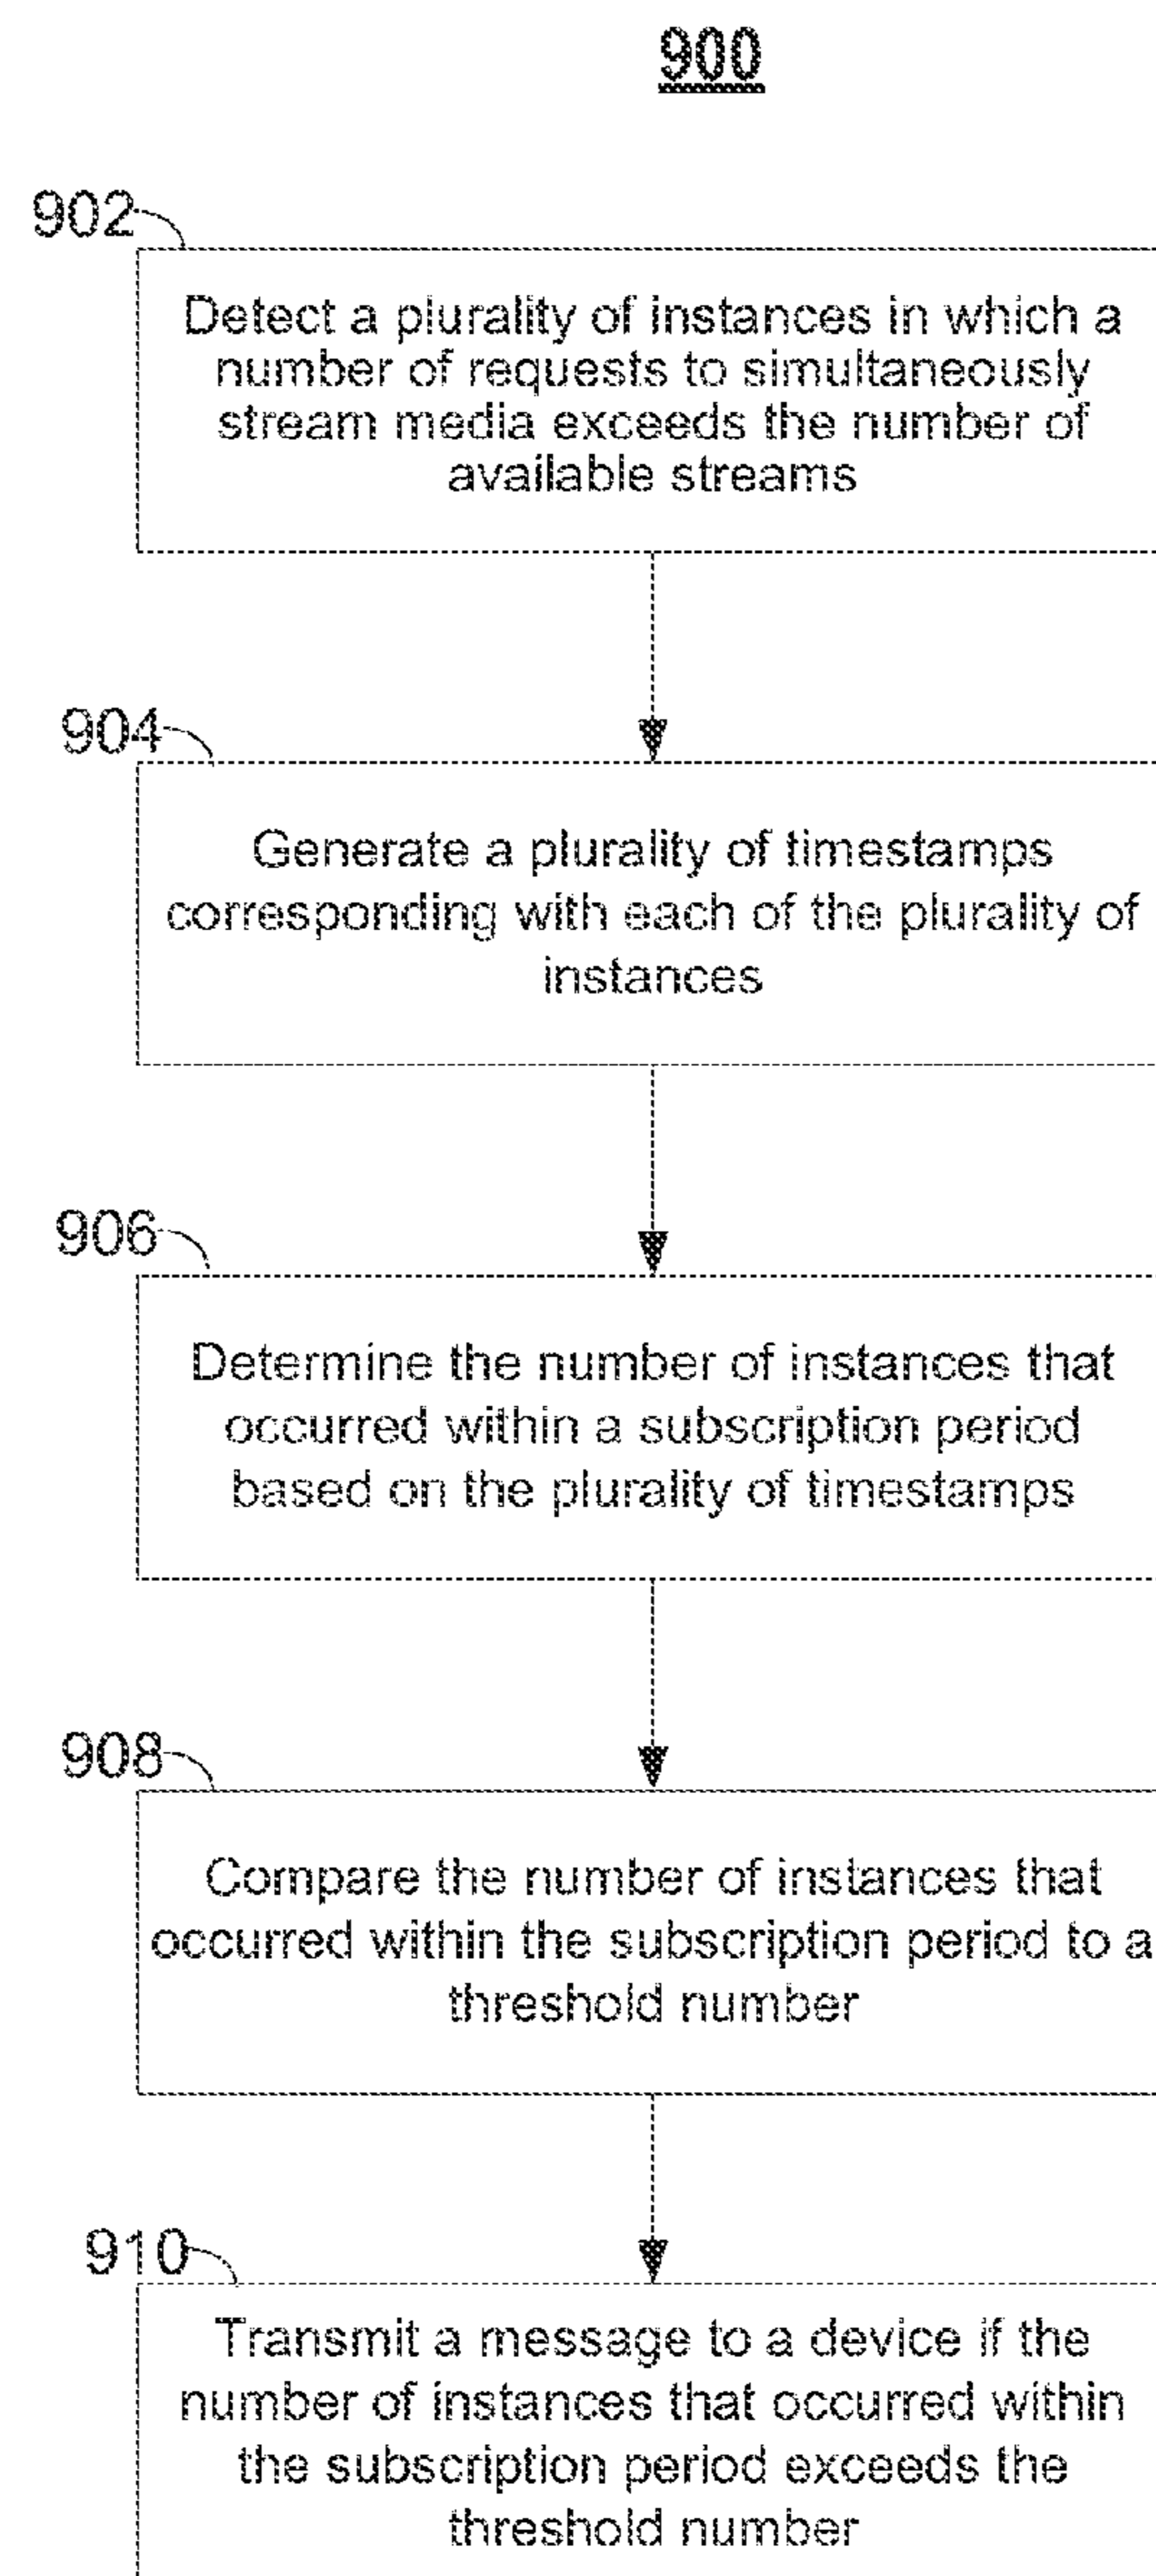 900
902
Detect a plurality of instances in which a
number of requests to simultaneously
stream media exceeds the number of
available streams
904
Generate a plurality of timestamps
corresponding with each of the plurality of
instances
906
Determine the number of instances that
occurred within a subscription period
based on the plurality of timestamps
908
Compare the number of instances that
occurred within the subscription period to a
threshold number
910
Transmit a message to a device if the
number of instances that occurred within
the subscription period exceeds the
threshold number